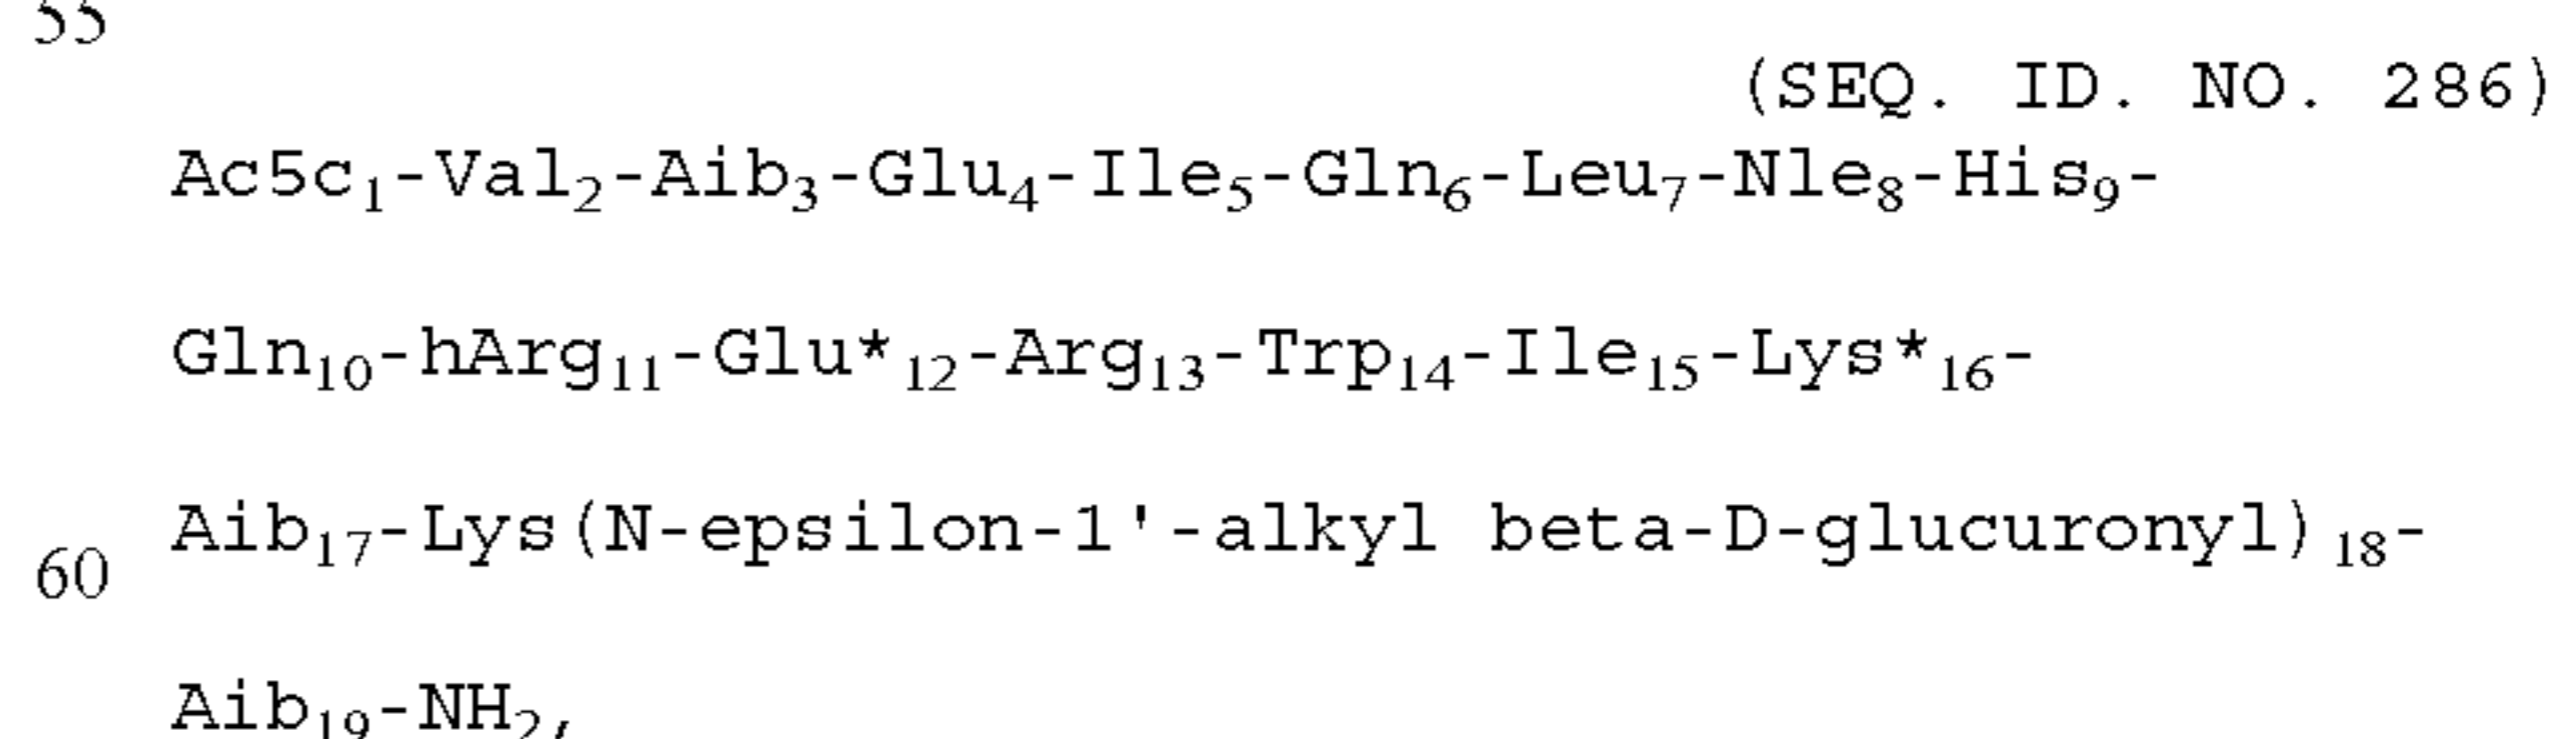 55
(SEQ. ID. NO. 286)
Ac5c₁-Val₂-Aib₃-Glu₄-Ile₅-Gln₆-Leu₇-Nle₈-His₉-
Gln₁₀-hArg₁₁-Glu*₁₂-Arg₁₃-Trp₁₄-Ile₁₅-Lys*₁₆-
Aib₁₇-Lys(N-epsilon-1'-alkyl beta-D-glucuronyl)₁₈-
60
Aib₁₉-NH₂,